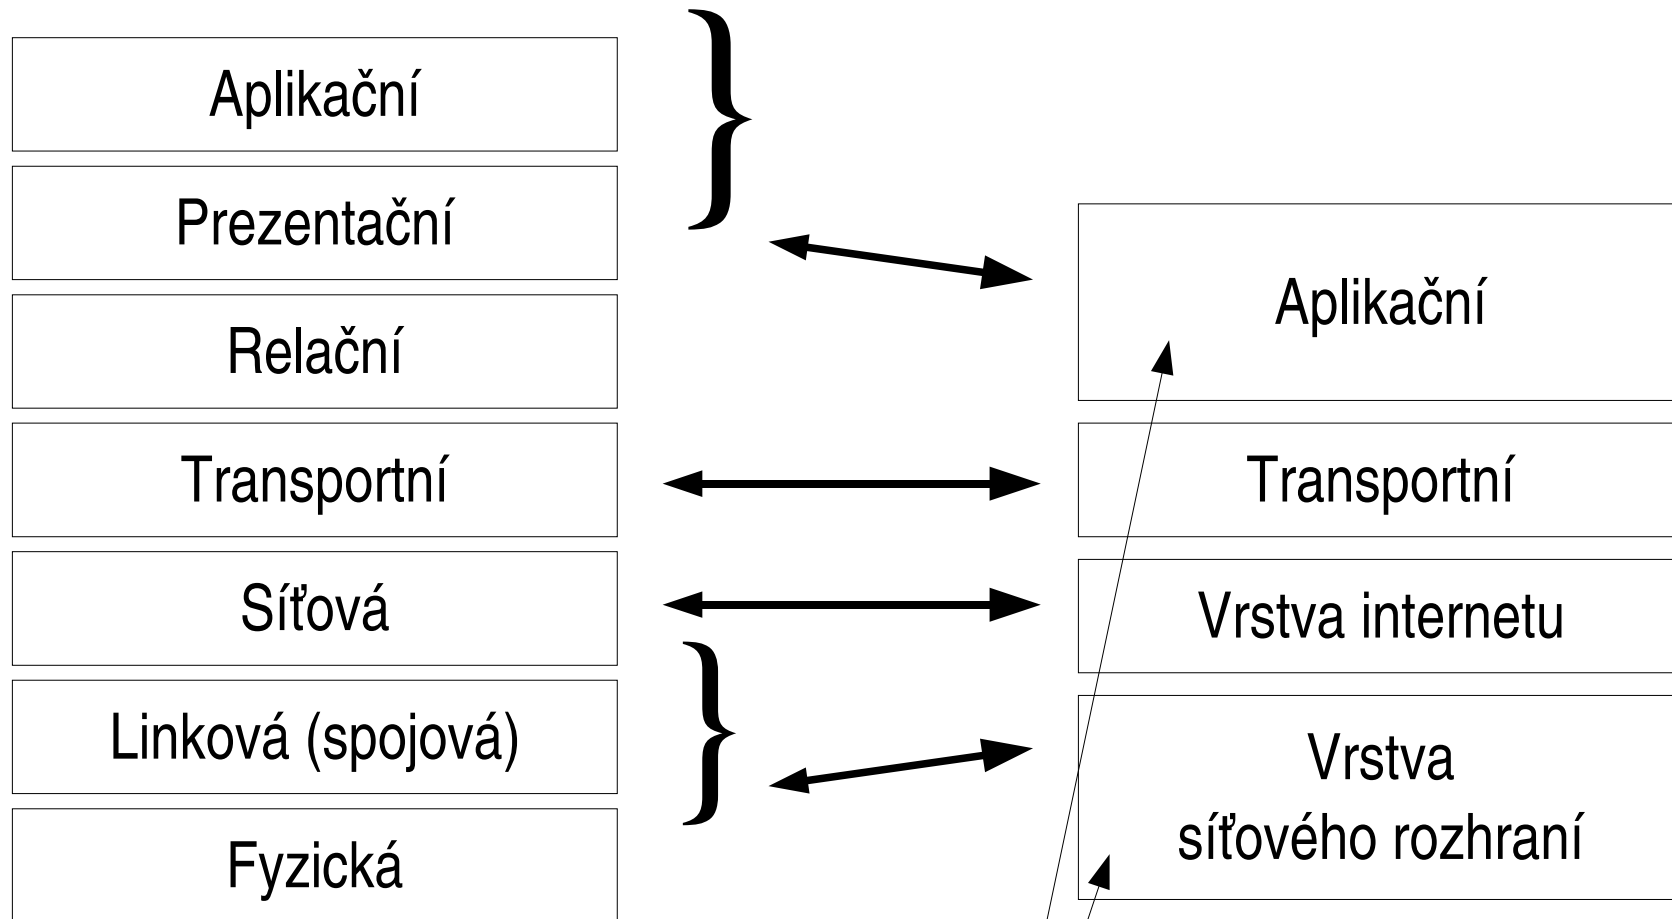 Aplikační
Prezentační
Relační
Transportní
Síťová
Linková (spojová)
Fyzická
Aplikační
Transportní
Vrstva internetu
Vrstva
síťového rozhraní